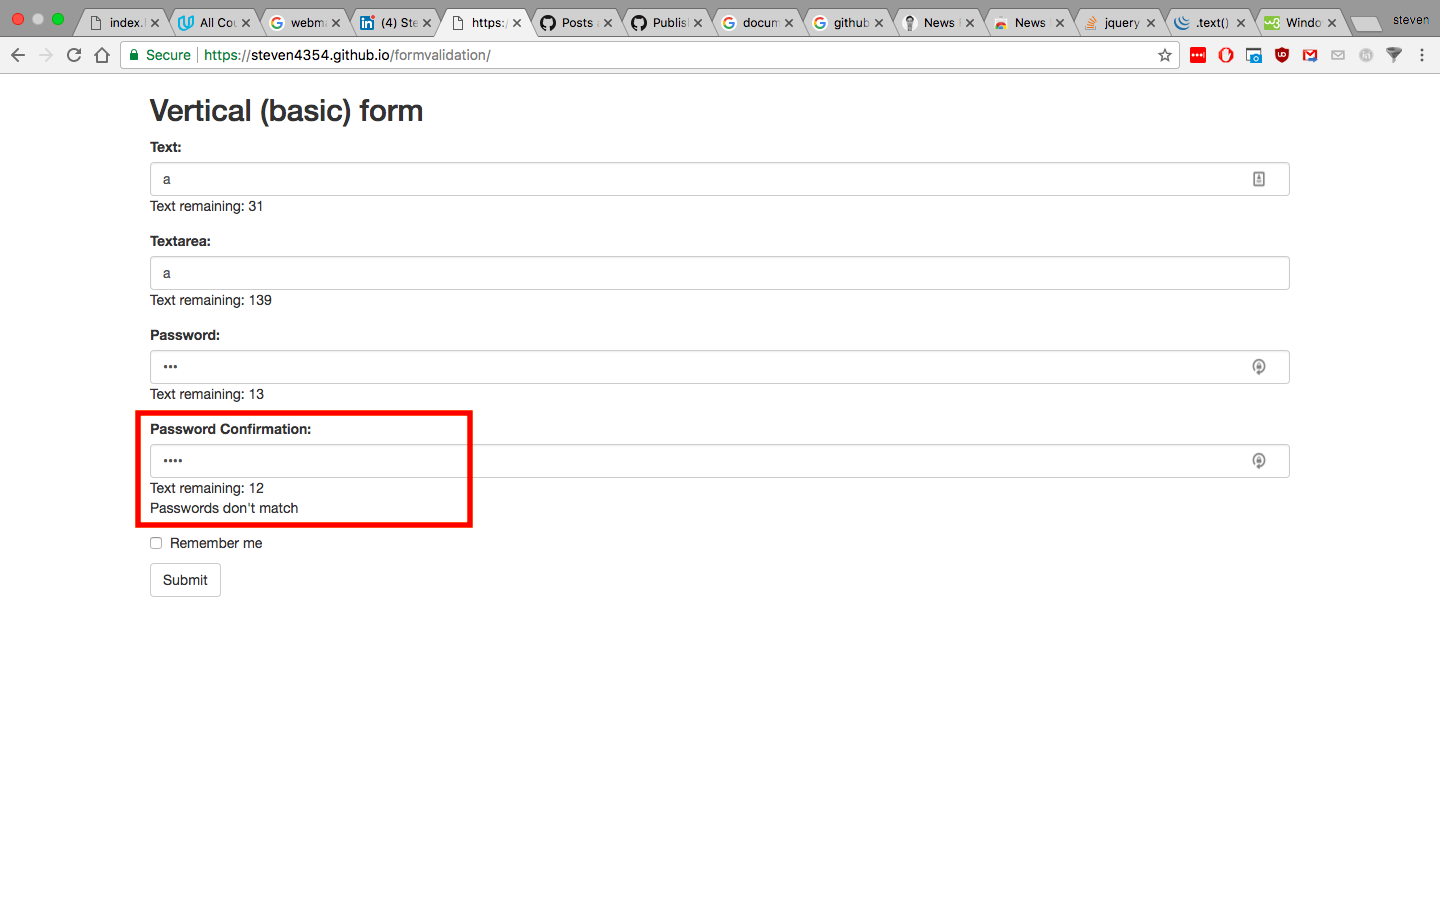 index.
All Cou
webma
(4) Ste
https:
Posts
Publis
docum
github
News
News
jquery
.text()
Windo
steven
Secure
https://steven4354.github.io/formvalidation/
Vertical (basic) form
Text:
a
Text remaining: 31
Textarea:
a
Text remaining: 139
Password:
•••
Text remaining: 13
Password Confirmation:
••••
Text remaining: 12
Passwords don't match
Remember me
Submit